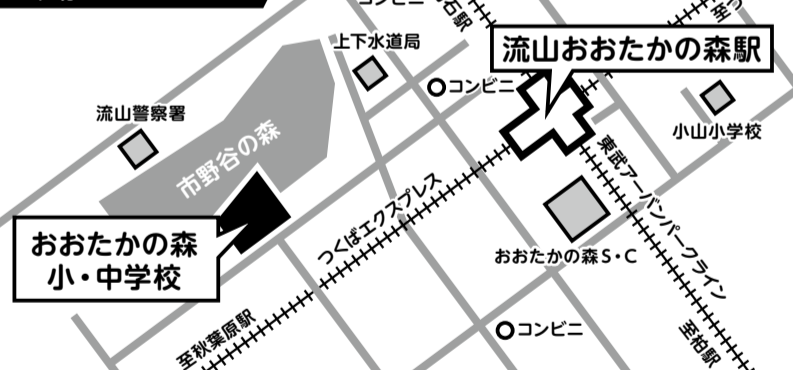 コンビニ
石駅
至つ
上下水道局
流山おおたかの森駅
コンビニ
流山警察署
小山小学校
市野谷の森
東武アーバンパークライン
つくばエクスプレス
おおたかの森
小・中学校
おおたかの森S・C
至秋葉原駅
コンビニ
至柏駅